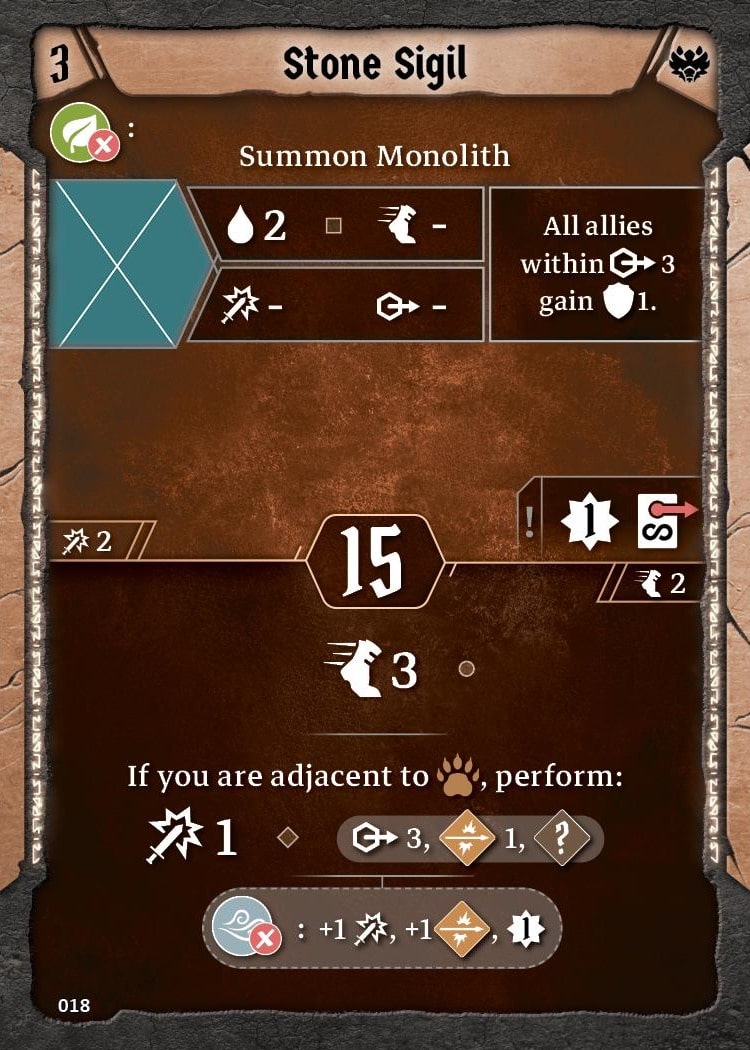 3
Stone Sigil
:
Summon Monolith
2
–
–
–
All allies
within 3
gain 1.
2
15
!
1
2
3
If you are adjacent to , perform:
1
3, 1, ?
: +1 , +1 , 1
018